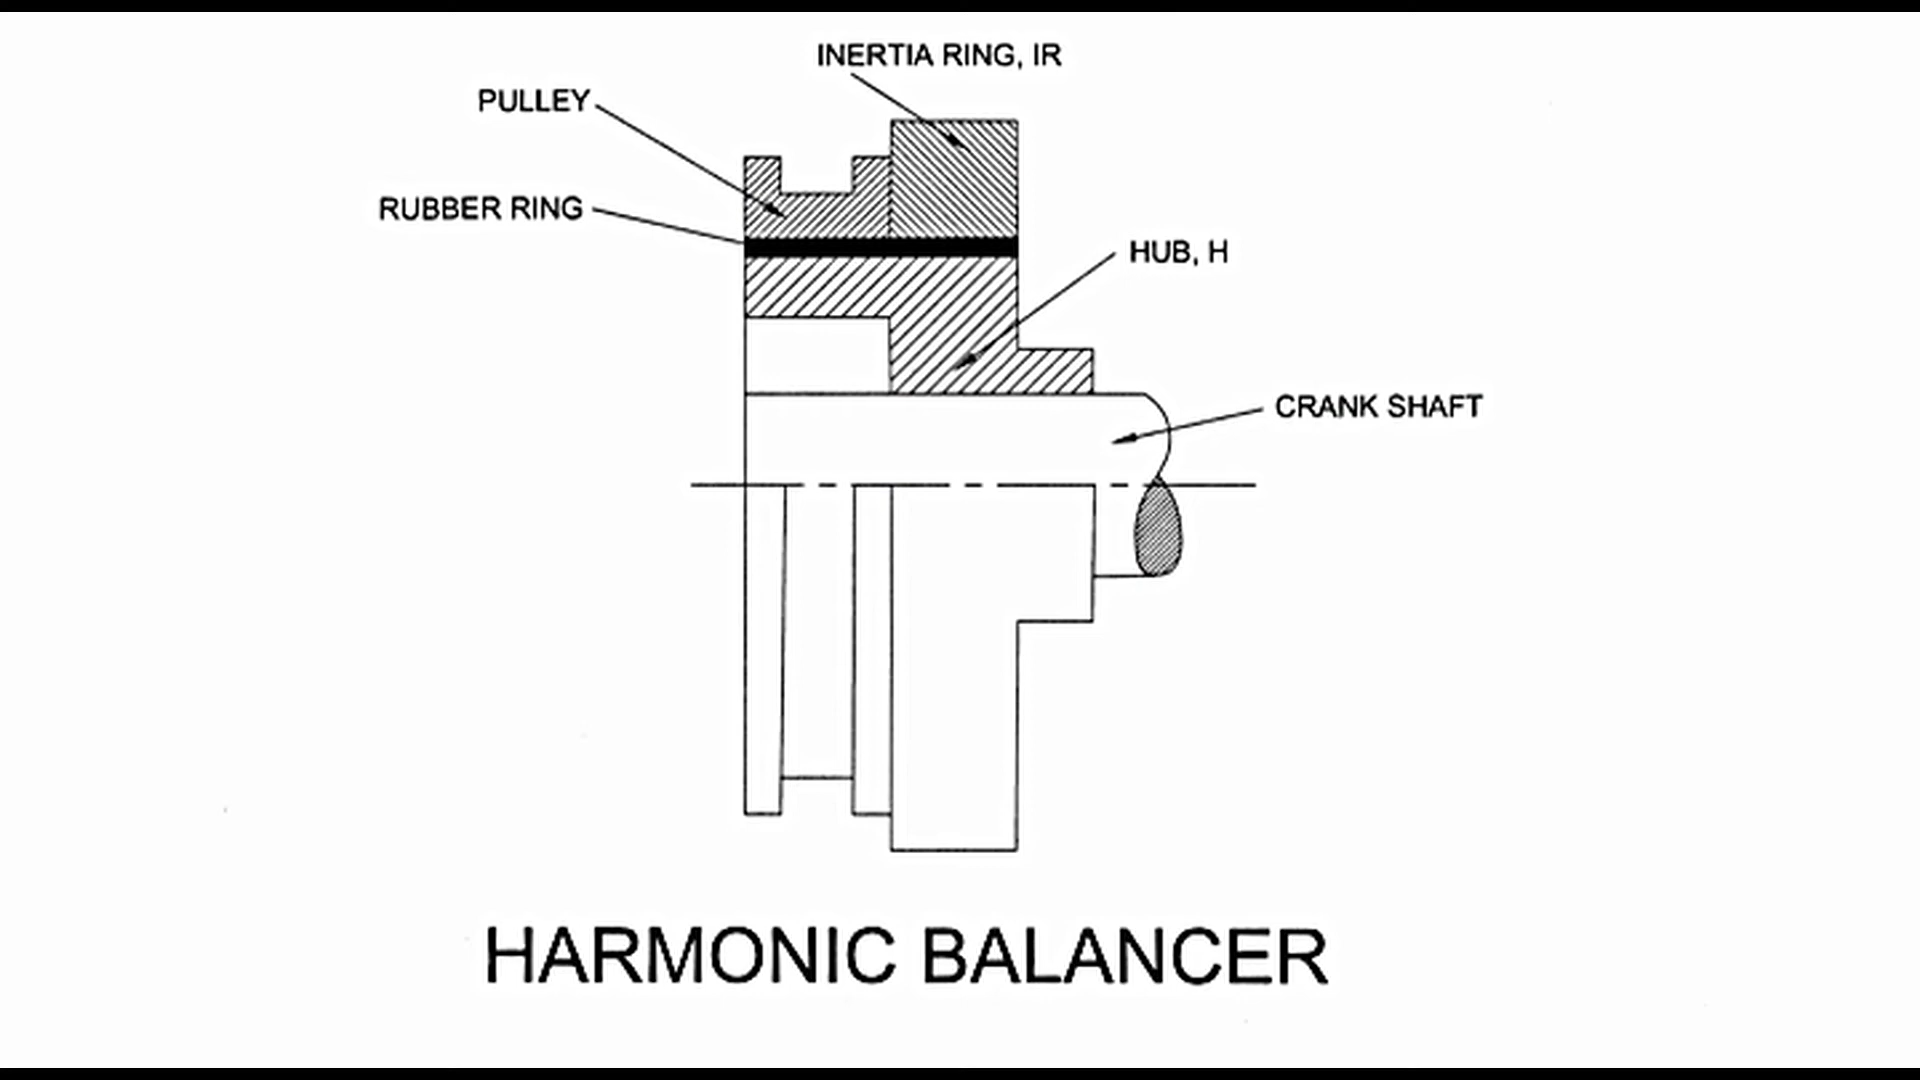 INERTIA RING, IR
PULLEY
RUBBER RING
HUB, H
CRANK SHAFT
HARMONIC BALANCER